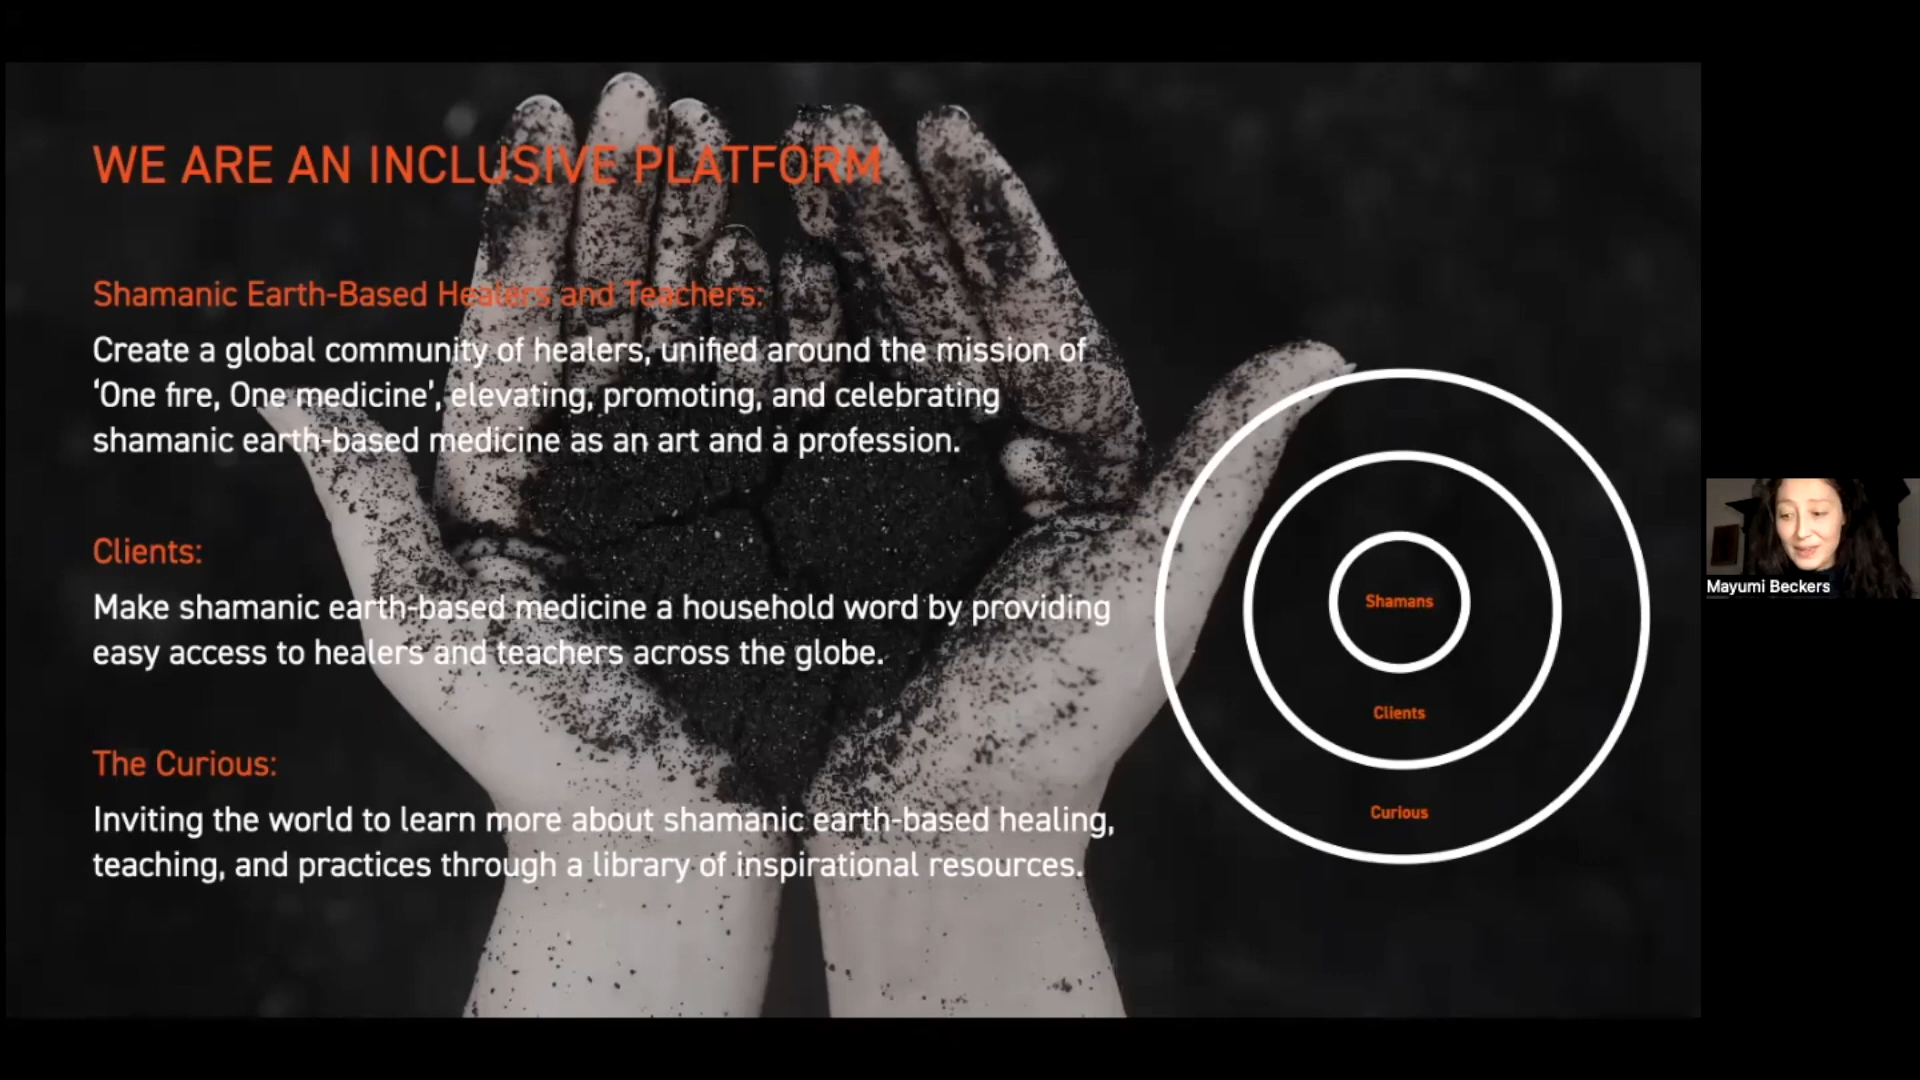 WE ARE AN INCLUSIVE PLATFORM
Shamanic Earth-Based Healers and Teachers:
Create a global community of healers, unified around the mission of
‘One fire, One medicine’, elevating, promoting, and celebrating
shamanic earth-based medicine as an art and a profession.
Clients:
Make shamanic earth-based medicine a household word by providing
easy access to healers and teachers across the globe.
The Curious:
Inviting the world to learn more about shamanic earth-based healing,
teaching, and practices through a library of inspirational resources.
Shamans
Clients
Curious
Mayumi Beckers